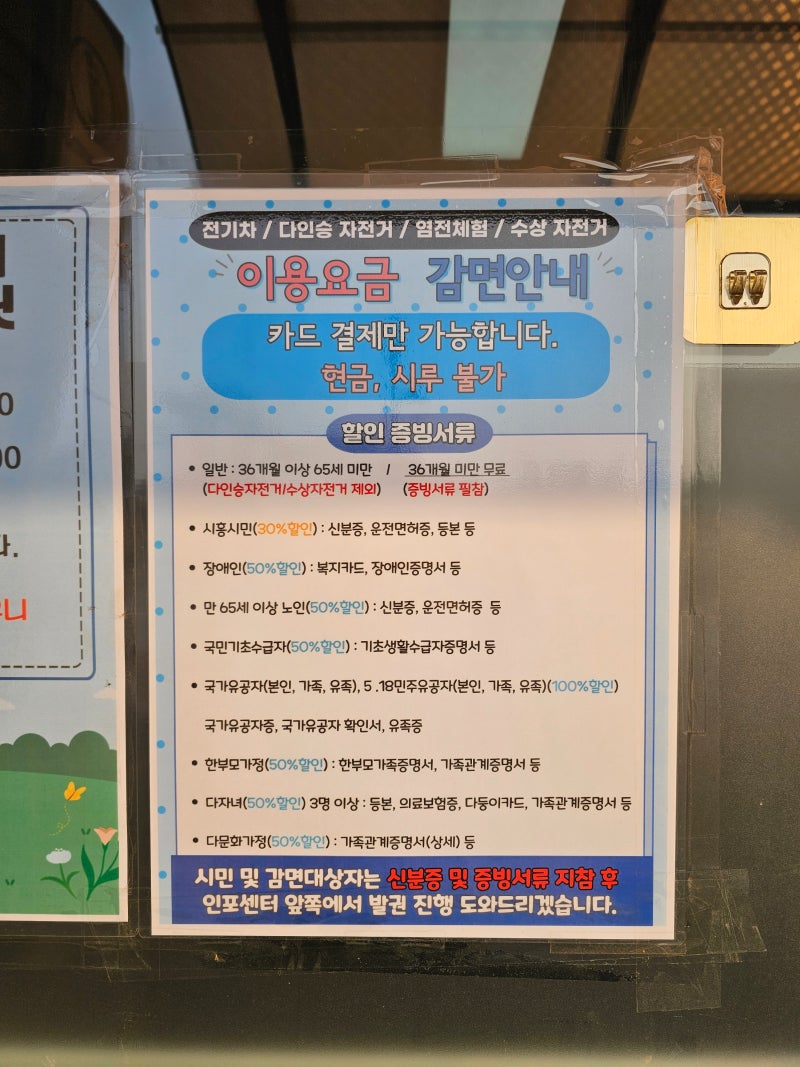 전기차 / 다인승 자전거 / 염전체험 / 수상 자전거
이용요금 감면안내
카드 결제만 가능합니다.
현금, 시루 불가
할인 증빙서류
• 일반 : 36개월 이상 65세 미만 / 36개월 미만 무료
(다인승자전거/수상자전거 제외) (증빙서류 필참)
• 시흥시민(30%할인) : 신분증, 운전면허증, 등본 등
• 장애인(50%할인) : 복지카드, 장애인증명서 등
• 만 65세 이상 노인(50%할인) : 신분증, 운전면허증 등
• 국민기초수급자(50%할인) : 기초생활수급자증명서 등
• 국가유공자(본인, 가족, 유족), 5 .18민주유공자(본인, 가족, 유족)(100%할인)
국가유공자증, 국가유공자 확인서, 유족증
• 한부모가정(50%할인) : 한부모가족증명서, 가족관계증명서 등
• 다자녀(50%할인) 3명 이상 : 등본, 의료보험증, 다둥이카드, 가족관계증명서 등
• 다문화가정(50%할인) : 가족관계증명서(상세) 등
시민 및 감면대상자는 신분증 및 증빙서류 지참 후
인포센터 앞쪽에서 발권 진행 도와드리겠습니다.